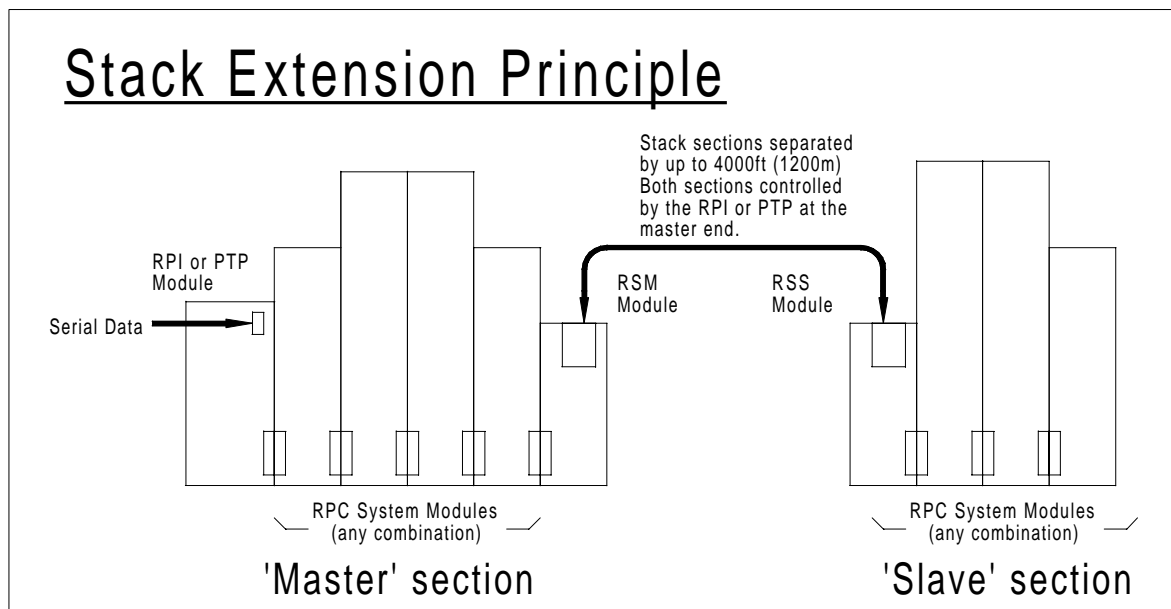 Stack Extension Principle
Stack sections separated
by up to 4000ft (1200m)
Both sections controlled
by the RPI or PTP at the
master end.
RPI or PTP
Module
Serial Data
RSM
Module
RSS
Module
RPC System Modules
(any combination)
'Master' section
RPC System Modules
(any combination)
'Slave' section